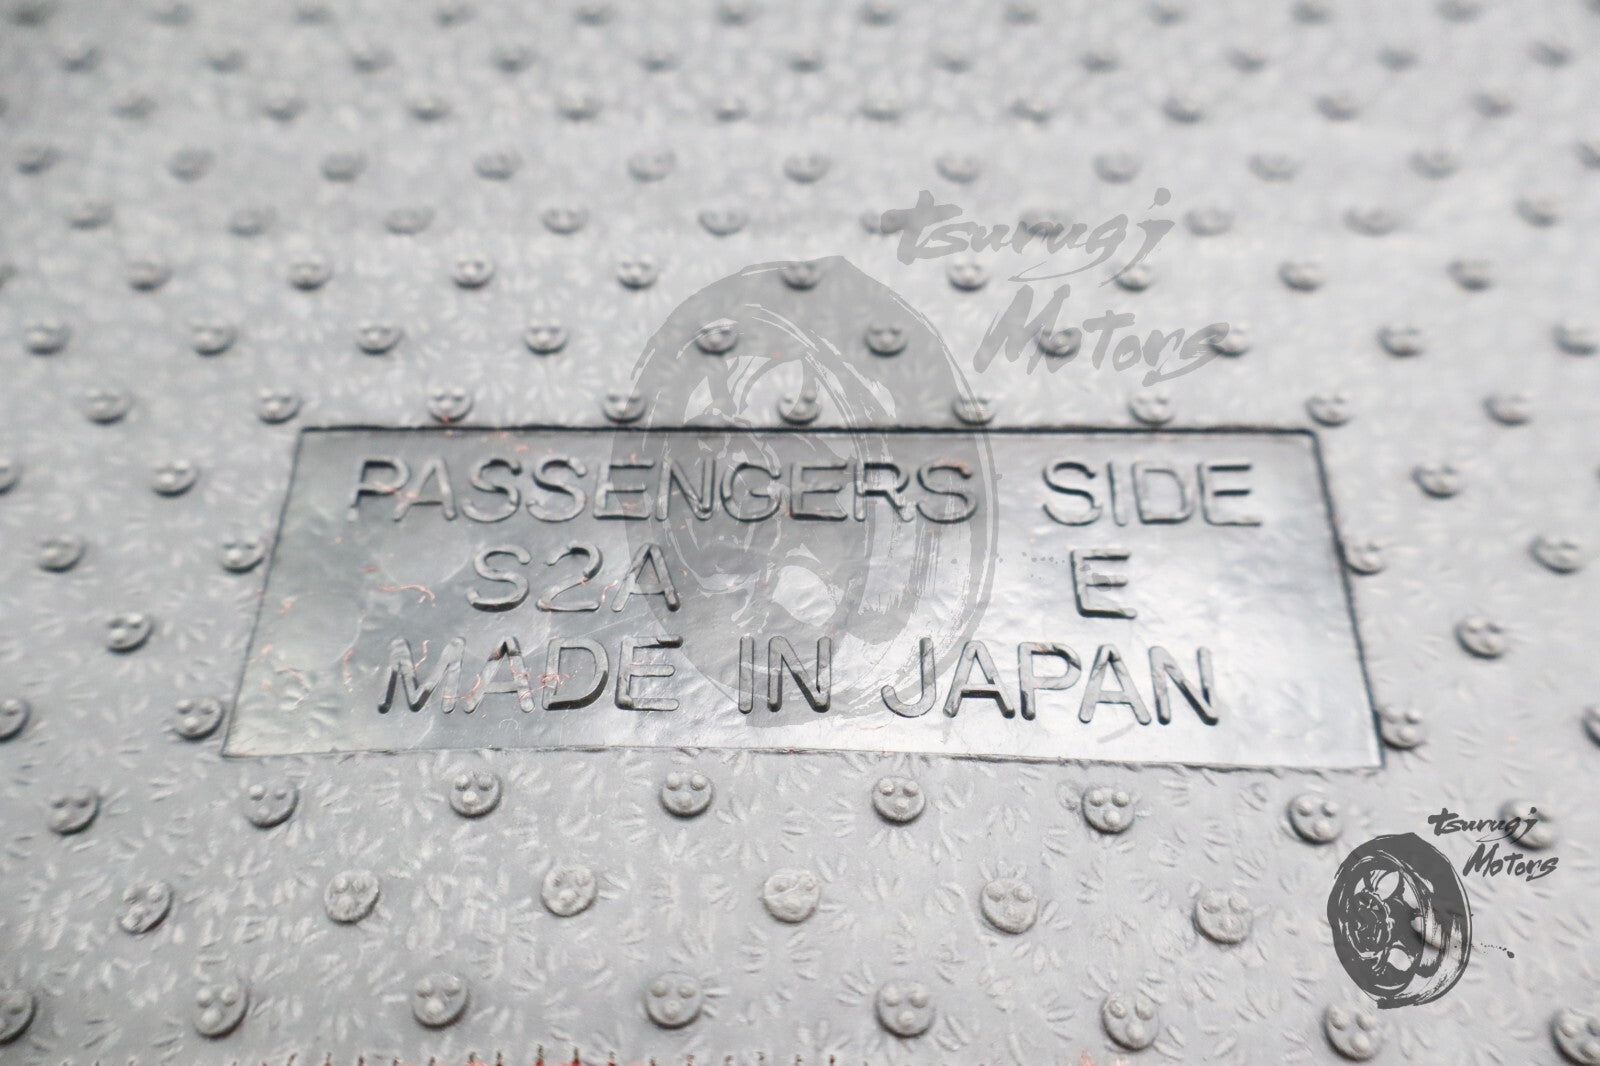 tsurugi
Motors
PASSENGERS SIDE
S2A E
MADE IN JAPAN
tsurugi
Motors